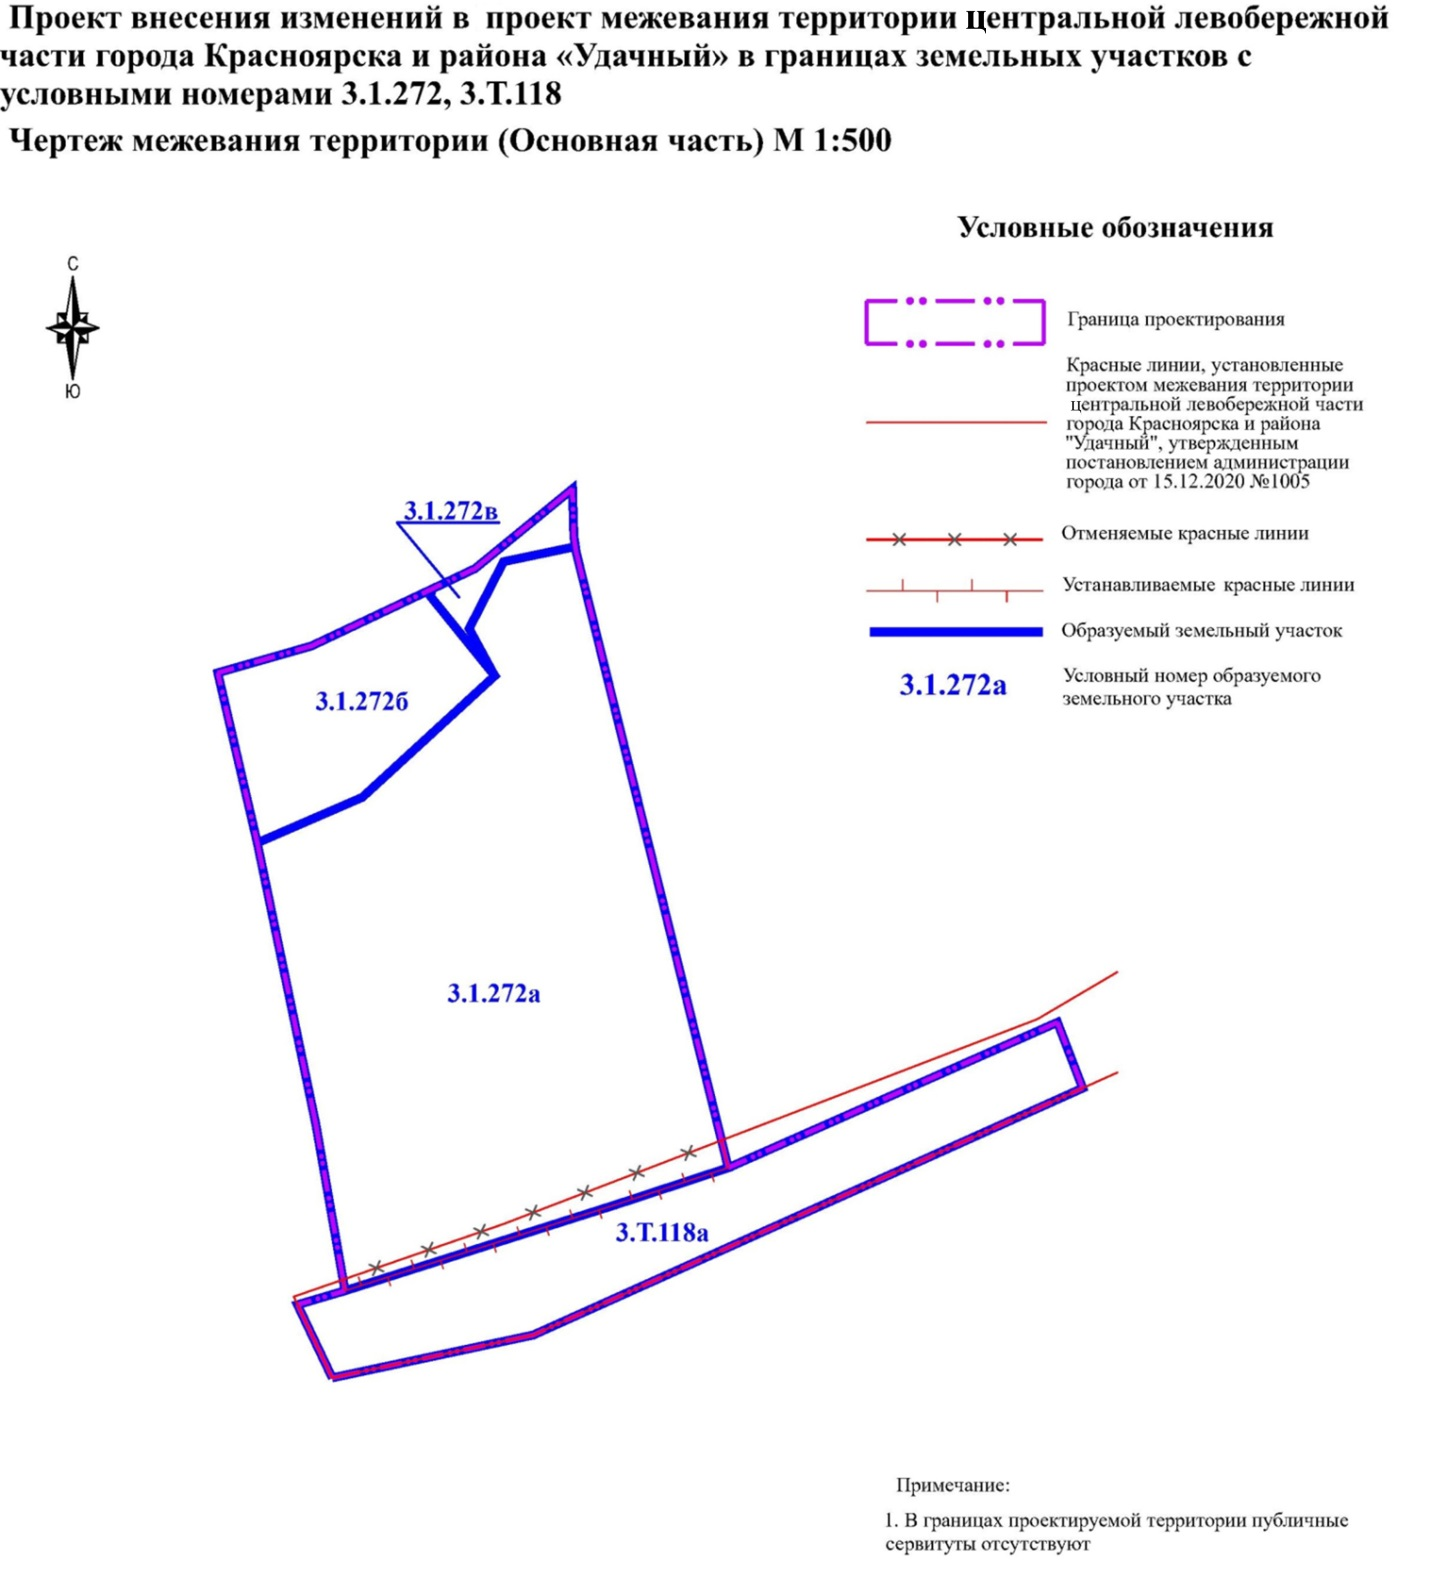 Проект внесения изменений в проект межевания территории центральной левобережной
части города Красноярска и района «Удачный» в границах земельных участков с
условными номерами 3.1.272, 3.Т.118
Чертеж межевания территории (Основная часть) М 1:500
Условные обозначения
С
Ю
Граница проектирования
Красные линии, установленные
проектом межевания территории
центральной левобережной части
города Красноярска и района
"Удачный", утвержденным
постановлением администрации
города от 15.12.2020 №1005
Отменяемые красные линии
Устанавливаемые красные линии
Образуемый земельный участок
3.1.272а
Условный номер образуемого
земельного участка
3.1.272в
3.1.272б
3.1.272а
3.Т.118а
Примечание:
1. В границах проектируемой территории публичные
сервитуты отсутствуют